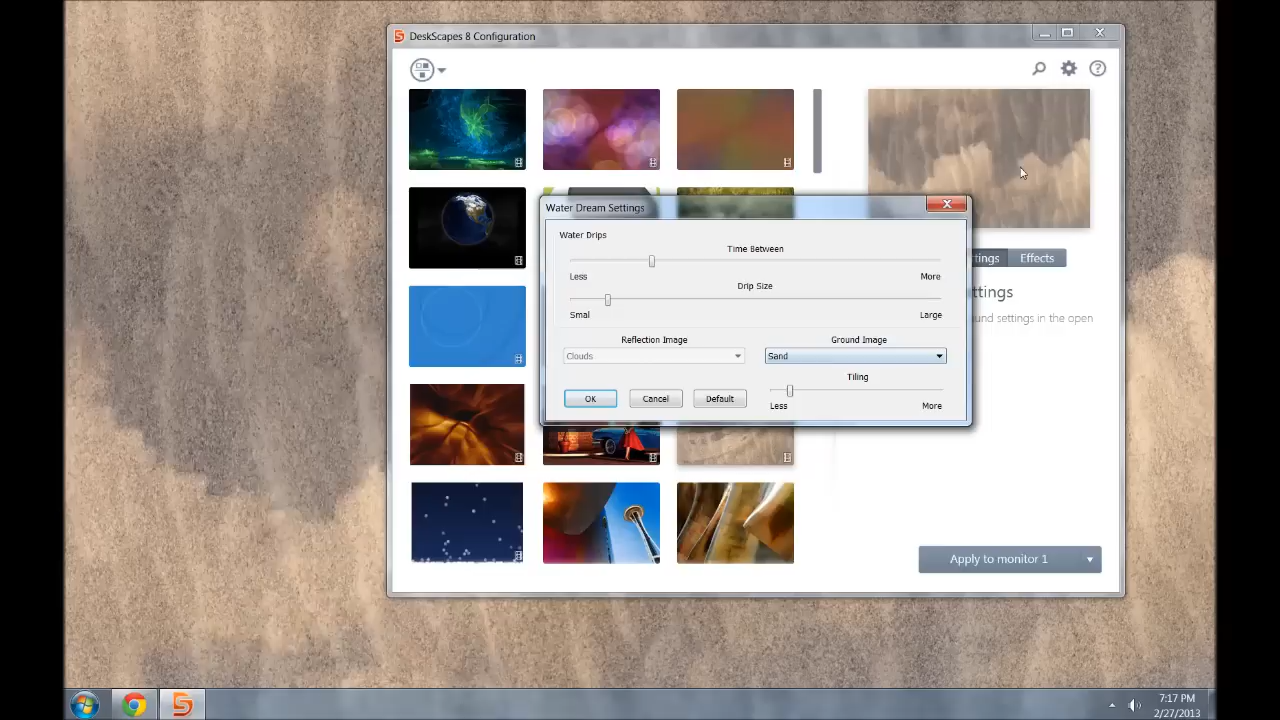 DeskScapes 8 Configuration
Water Dream Settings
Water Drips
Time Between
Less
More
Drip Size
Smal
Large
Reflection Image
Ground Image
Clouds
Sand
Tiling
Less
More
OK
Cancel
Default
tings
Effects
ttings
ound settings in the open
Apply to monitor 1
7:17 PM
2/27/2013